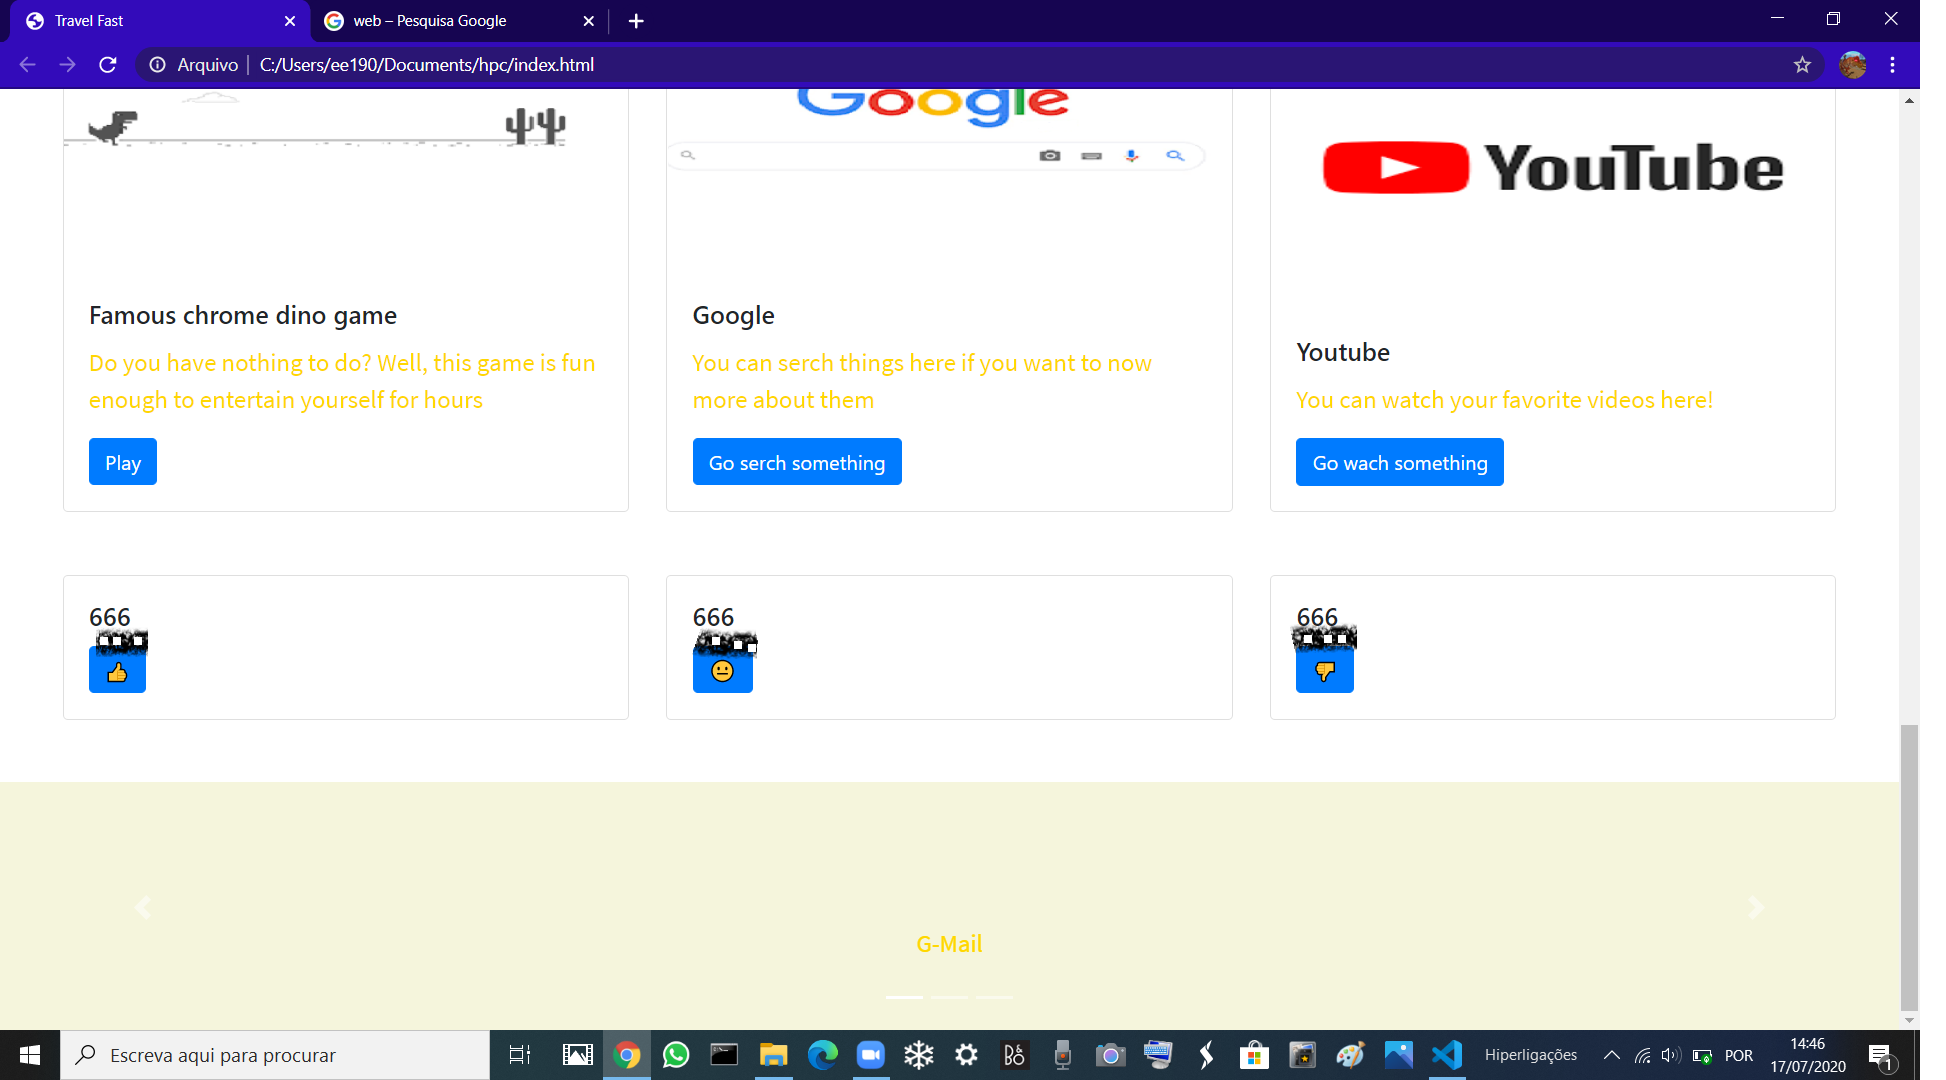 Travel Fast
web – Pesquisa Google
Arquivo
C:/Users/ee190/Documents/hpc/index.html
Google
YouTube
Famous chrome dino game
Do you have nothing to do? Well, this game is fun
enough to entertain yourself for hours
Play
Google
You can serch things here if you want to now
more about them
Go serch something
Youtube
You can watch your favorite videos here!
Go wach something
666
666
666
G-Mail
Escreva aqui para procurar
Hiperligações
POR
14:46
17/07/2020
1